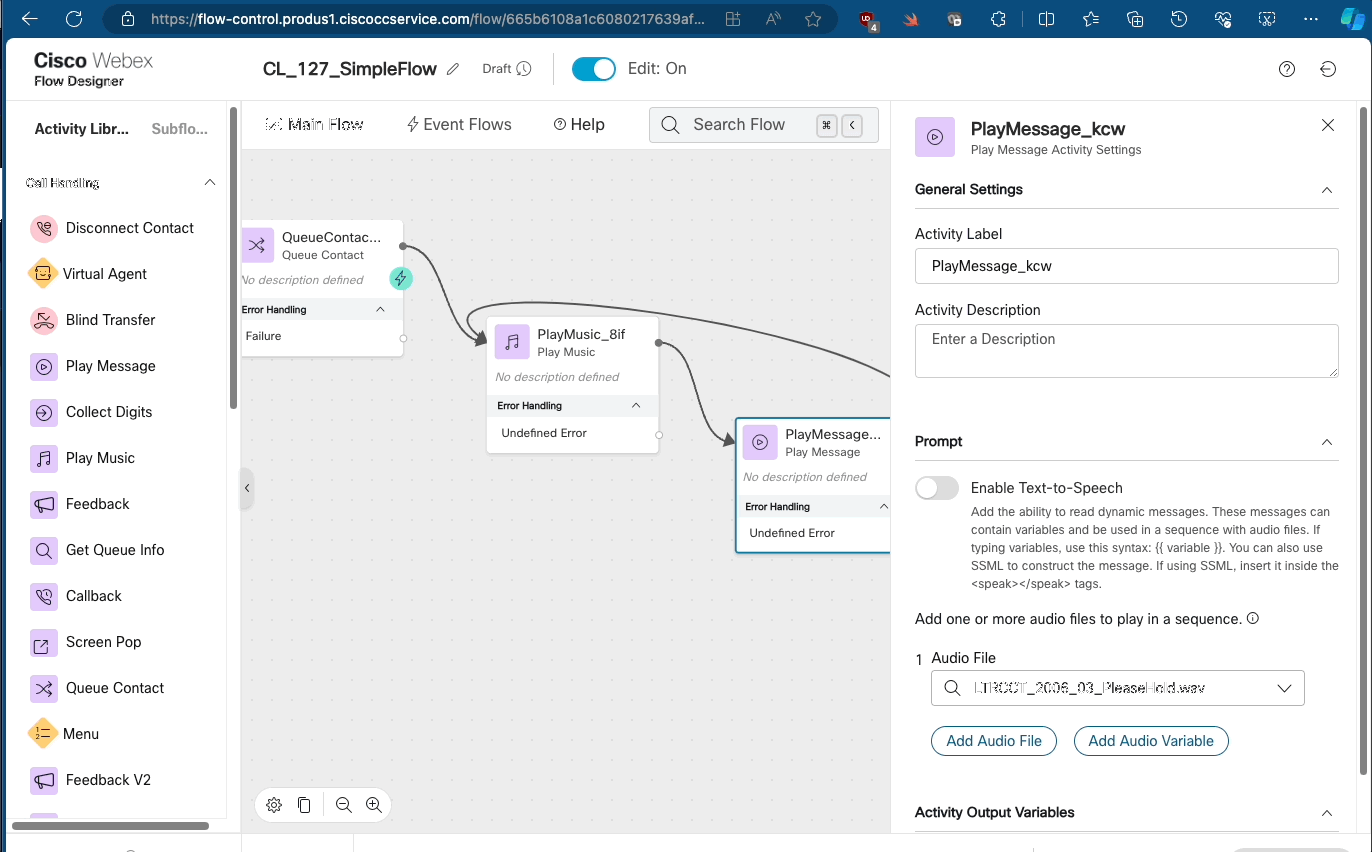 https://flow-control.produs1.ciscoccservice.com/flow/665b6108a1c6080217639af...
4
Cisco Webex
Flow Designer
CL_127_SimpleFlow
Draft
Edit: On
Activity Libr...
Subflo...
Main Flow
Event Flows
Help
Search Flow
⌘
Call Handling
Disconnect Contact
Virtual Agent
Blind Transfer
Play Message
Collect Digits
Play Music
Feedback
Get Queue Info
Callback
Screen Pop
Queue Contact
Menu
Feedback V2
QueueContac...
Queue Contact
No description defined
Error Handling
Failure
PlayMusic_8if
Play Music
No description defined
Error Handling
Undefined Error
PlayMessage...
Play Message
No description defined
Error Handling
Undefined Error
PlayMessage_kcw
Play Message Activity Settings
General Settings
Activity Label
PlayMessage_kcw
Activity Description
Enter a Description
Prompt
Enable Text-to-Speech
Add the ability to read dynamic messages. These messages can
contain variables and be used in a sequence with audio files. If
typing variables, use this syntax: {{ variable }}. You can also use
SSML to construct the message. If using SSML, insert it inside the
<speak></speak> tags.
Add one or more audio files to play in a sequence.
1 Audio File
LTRCCT_2006_03_PleaseHold.wav
Add Audio File
Add Audio Variable
Activity Output Variables